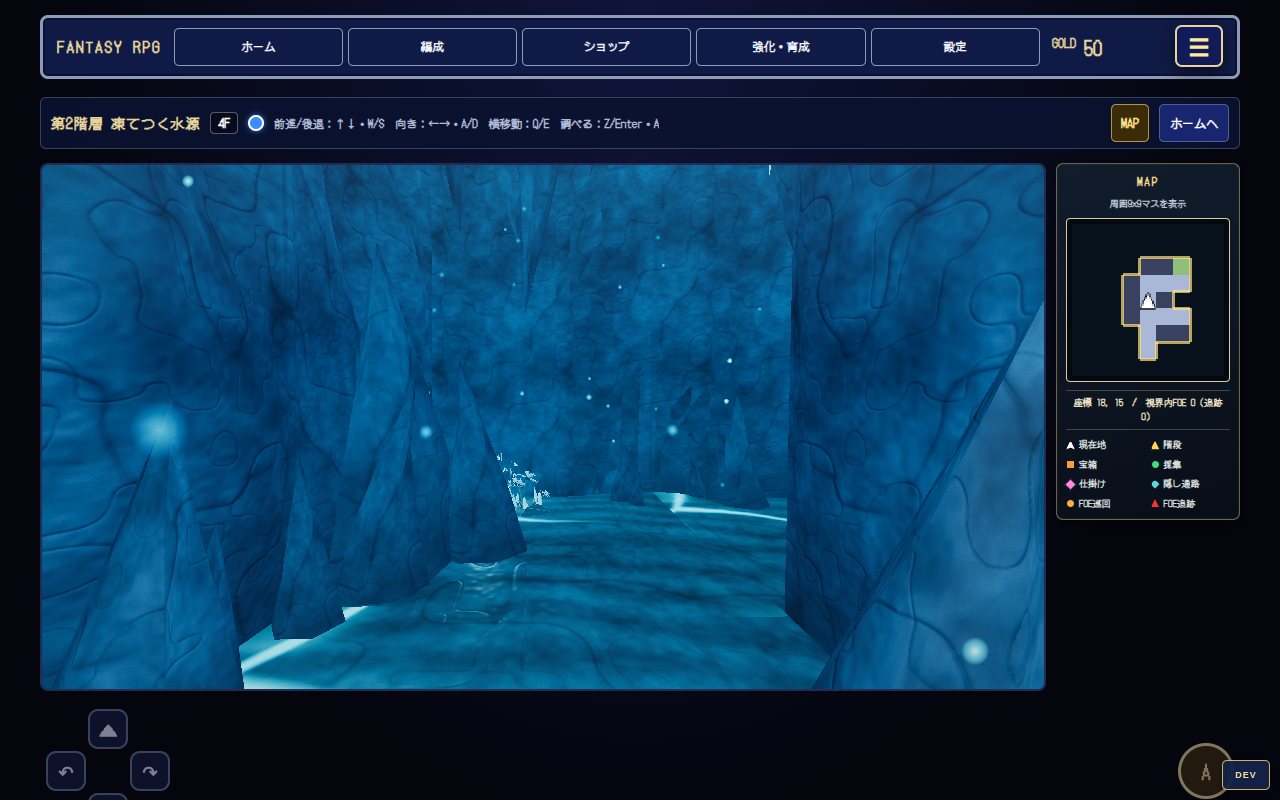 FANTASY RPG
ホーム
編成
ショップ
強化・育成
設定
GOLD 50
第2階層 凍てつく水源
4F
前進/後退：↑↓・W/S 向き：←→・A/D 横移動：Q/E 調べる：Z/Enter・A
MAP
ホームへ
MAP
周囲9x9マスを表示
座標 18, 15 / 視界内FOE 0（追跡
0）
現在地
階段
宝箱
採集
仕掛け
隠し通路
FOE巡回
FOE追跡
A
DEV